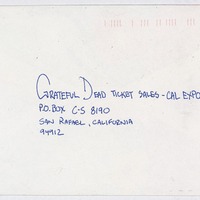 GRATEFUL DEAD TICKET SALES - CAL EXPO
P.O. BOX C-S 8190
SAN RAFAEL, CALIFORNIA
94912